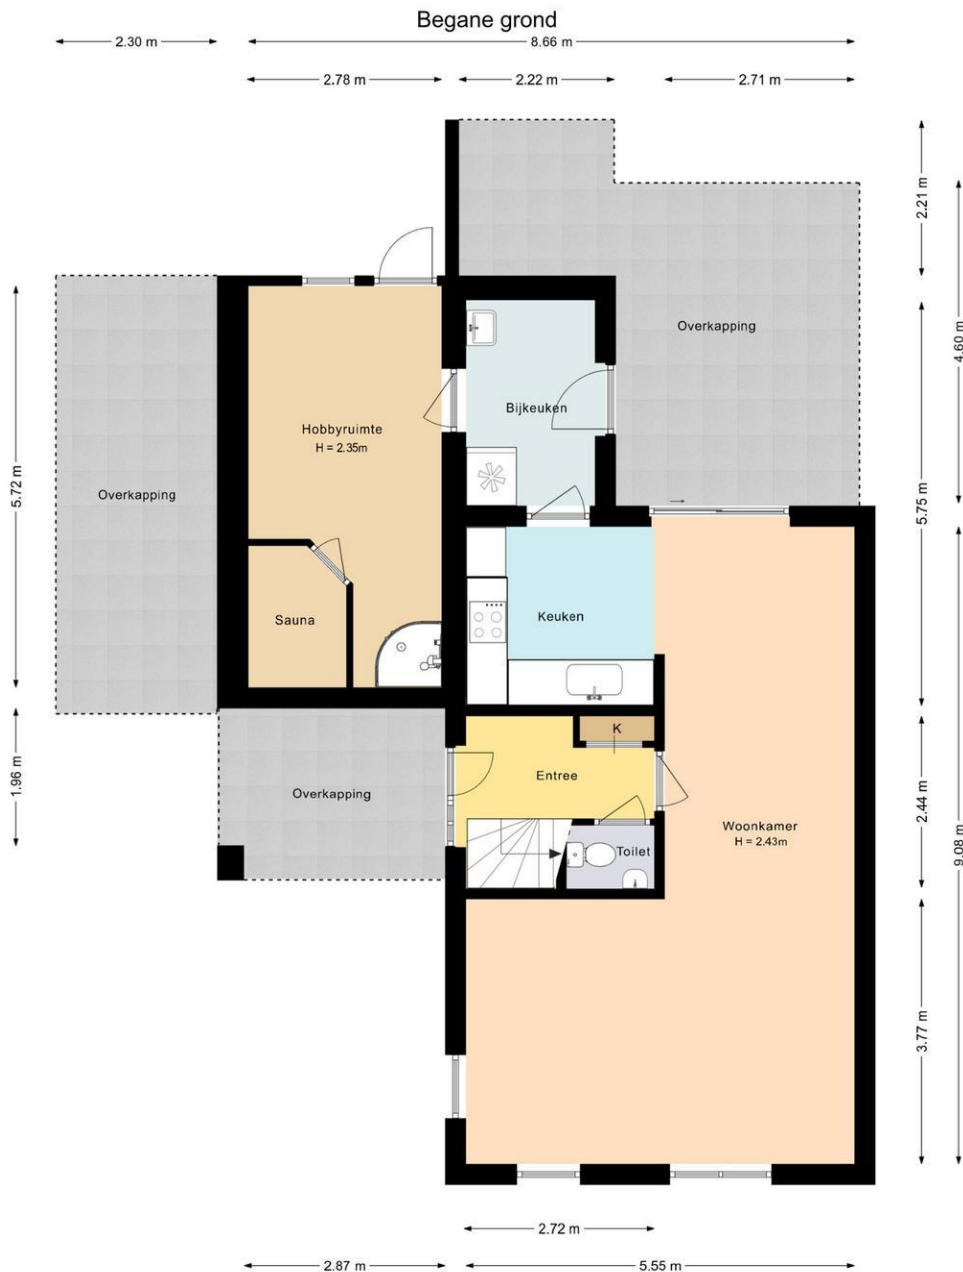 Begane grond
2.30 m
8.66 m
2.78 m
2.22 m
2.71 m
2.21 m
4.60 m
Overkapping
Bijkeuken
Hobbyruimte
H = 2.35m
5.72 m
Overkapping
5.75 m
Sauna
Keuken
K
Entree
1.96 m
Overkapping
2.44 m
Woonkamer
H = 2.43m
Toilet
9.08 m
3.77 m
2.72 m
2.87 m
5.55 m